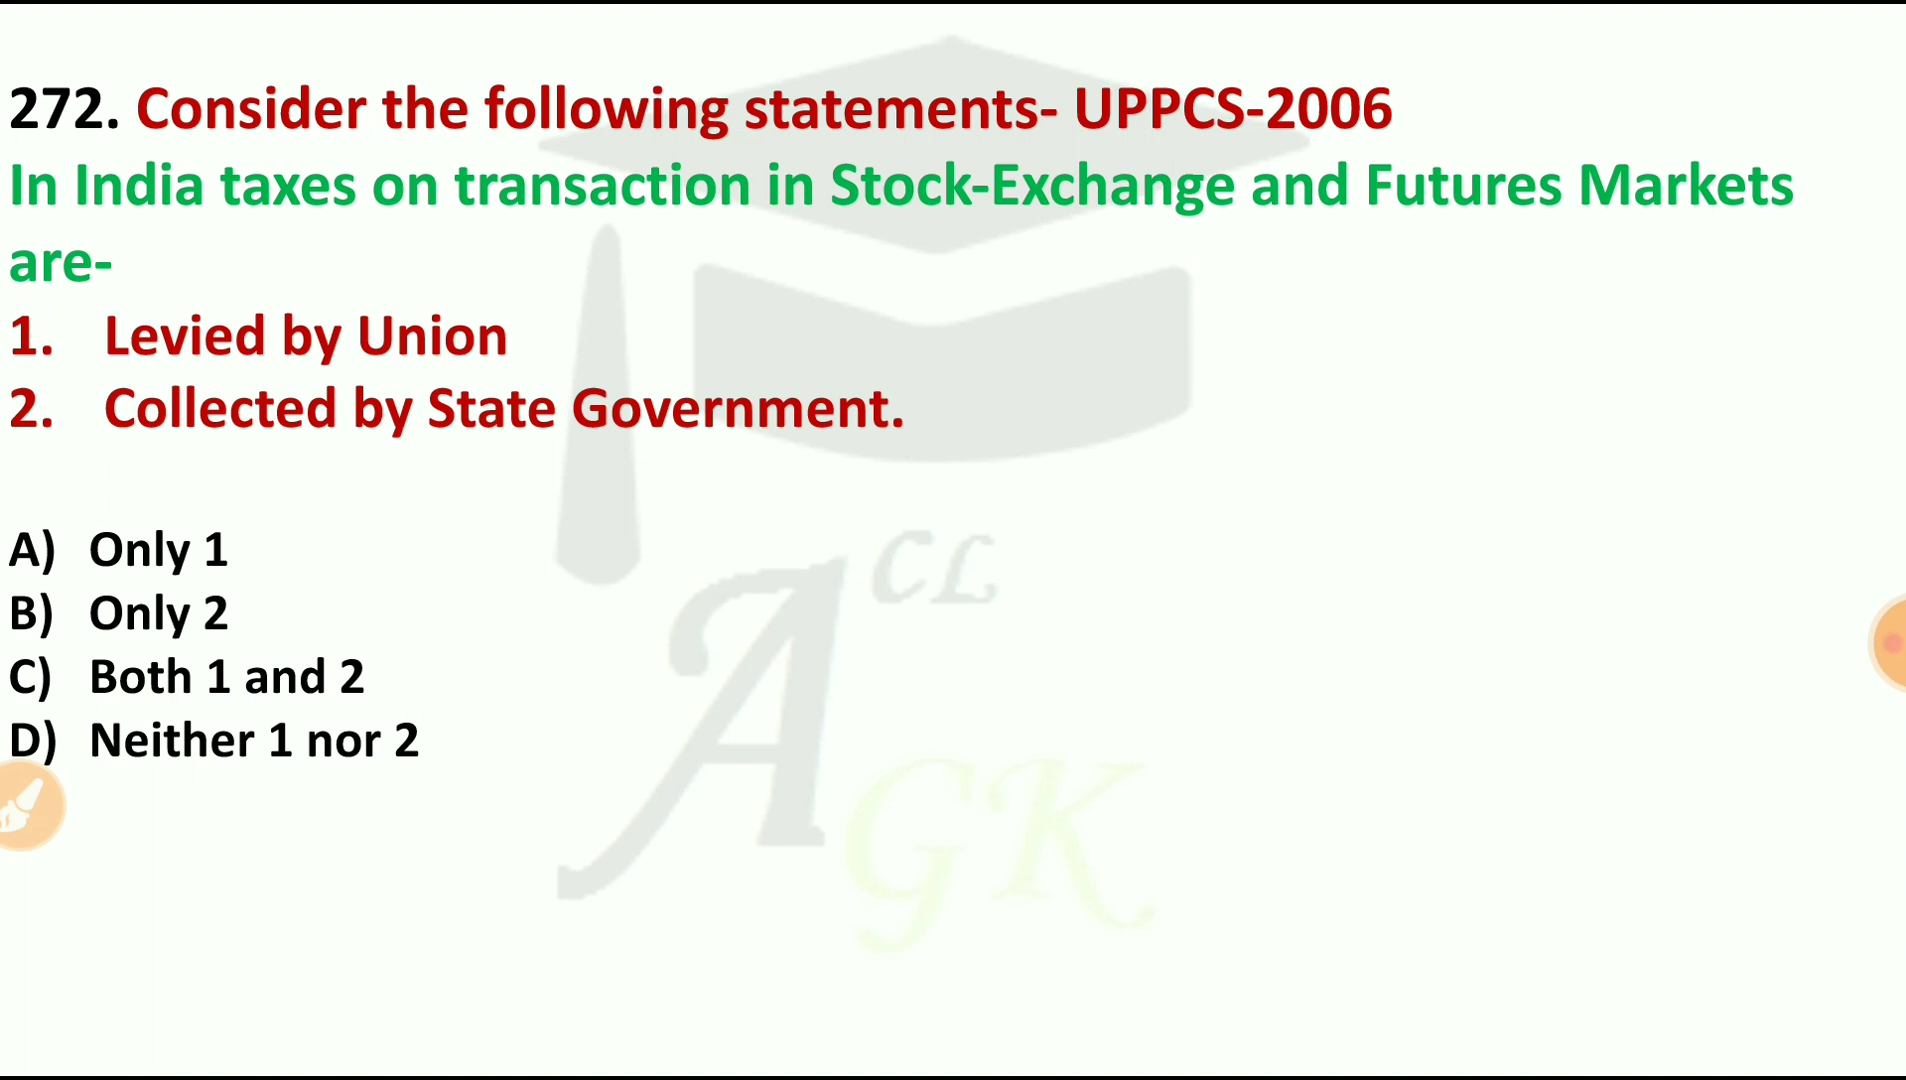 272. Consider the following statements- UPPCS-2006
In India taxes on transaction in Stock-Exchange and Futures Markets
are-
1. Levied by Union
2. Collected by State Government.
A) Only 1
B) Only 2
C) Both 1 and 2
D) Neither 1 nor 2
A CL
GK